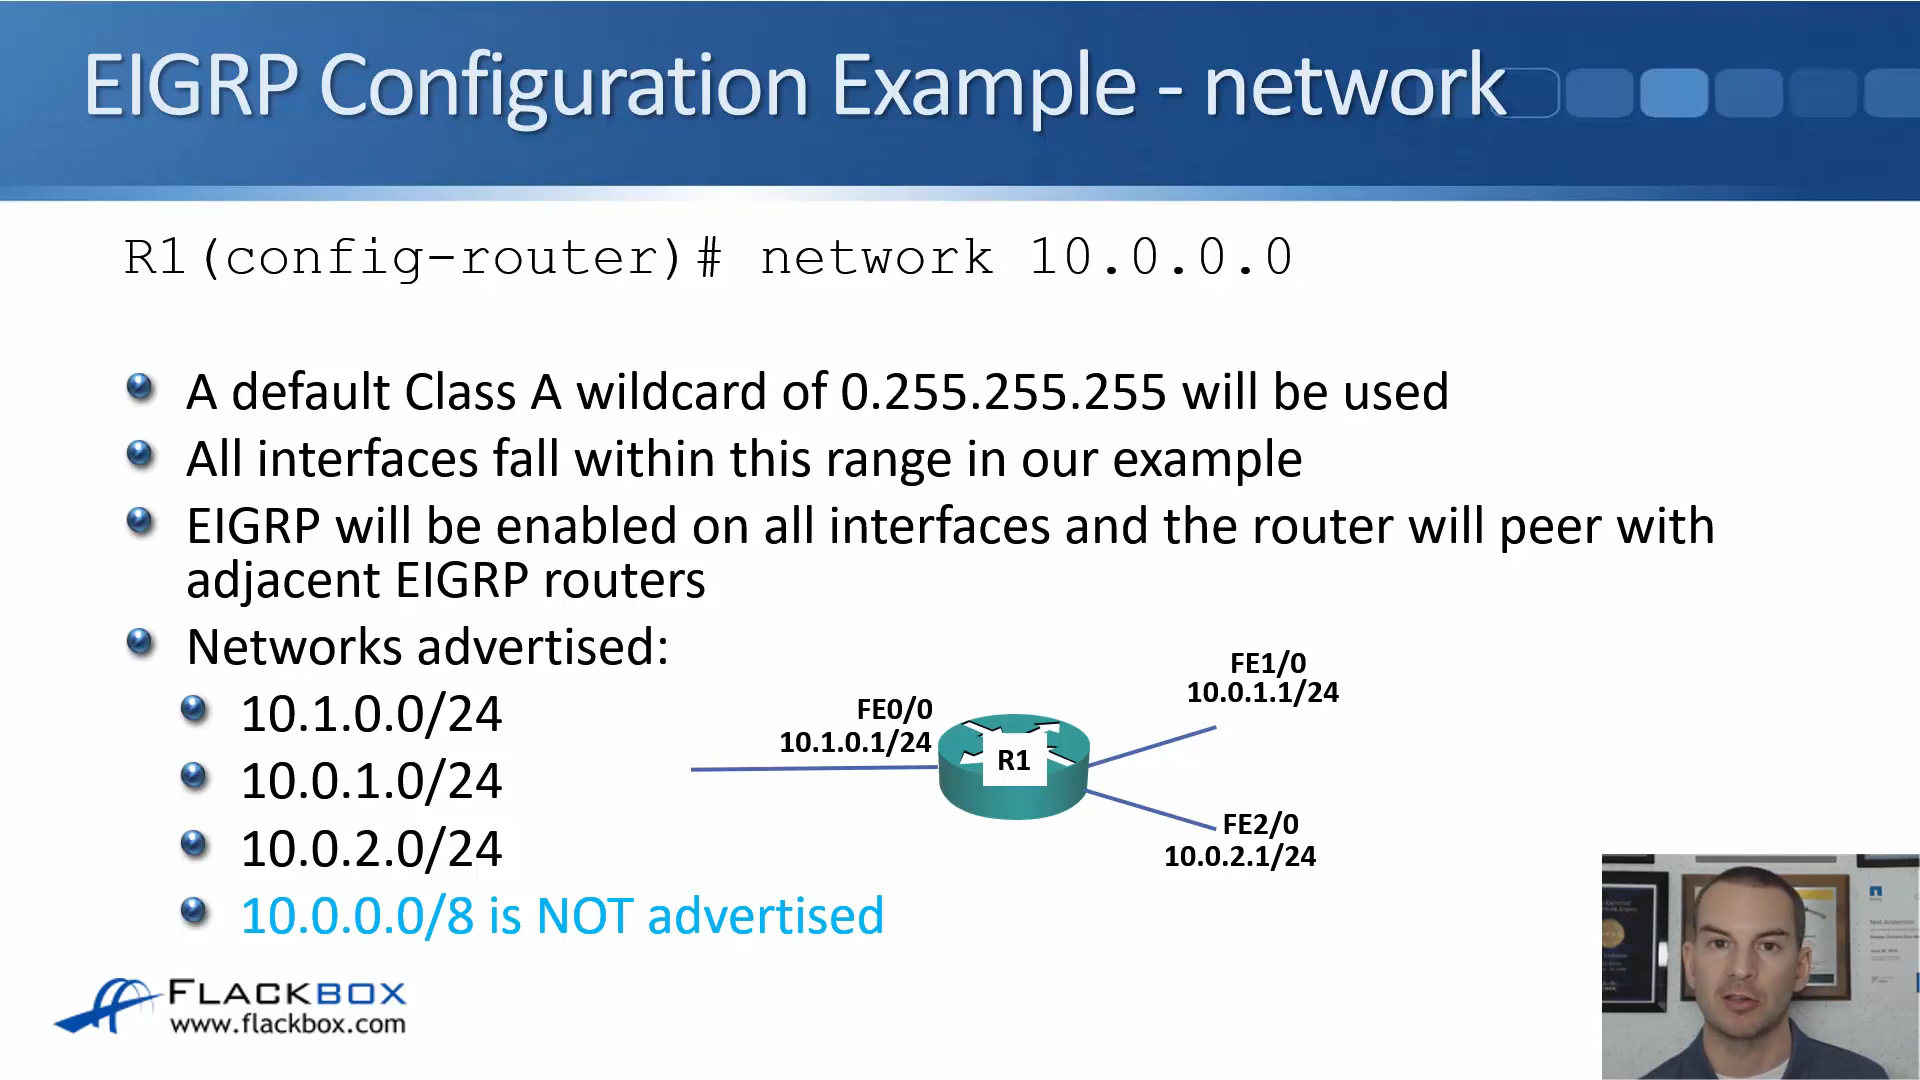 EIGRP Configuration Example - network
R1(config-router)# network 10.0.0.0
A default Class A wildcard of 0.255.255.255 will be used
All interfaces fall within this range in our example
EIGRP will be enabled on all interfaces and the router will peer with
adjacent EIGRP routers
Networks advertised:
10.1.0.0/24
10.0.1.0/24
10.0.2.0/24
10.0.0.0/8 is NOT advertised
FE0/0
10.1.0.1/24
R1
FE1/0
10.0.1.1/24
FE2/0
10.0.2.1/24
FLACKBOX
www.flackbox.com